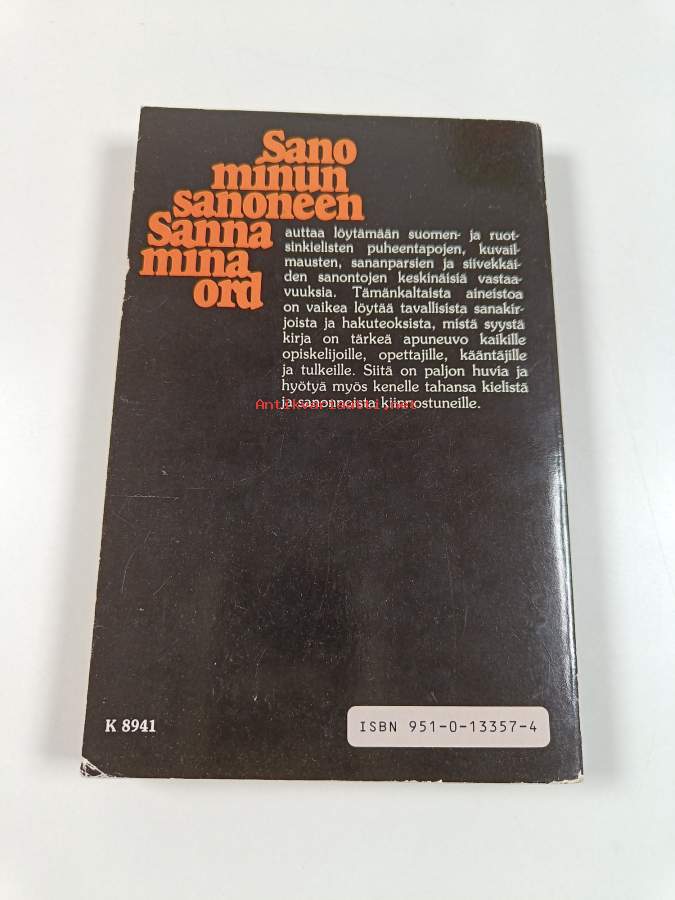 Sano
minun
sanoneen
Sanna
mina
ord
auttaa löytämään suomen- ja ruot-
sinkielisten puheentapojen, kuvail-
mausten, sananparsien ja siivekkäi-
den sanontojen keskinäisiä vastaa-
vuuksia. Tämänkaltaista aineistoa
on vaikea löytää tavallisista sanakir-
joista ja hakuteoksista, mistä syystä
kirja on tärkeä apuneuvo kaikille
opiskelijoille, opettajille, kääntäjille
ja tulkeille. Siitä on paljon huvia ja
hyötyä myös kenelle tahansa kielistä
ja sanonnoista kiinnostuneille.
Antikvariaatti.net
K 8941
ISBN 951-0-13357-4